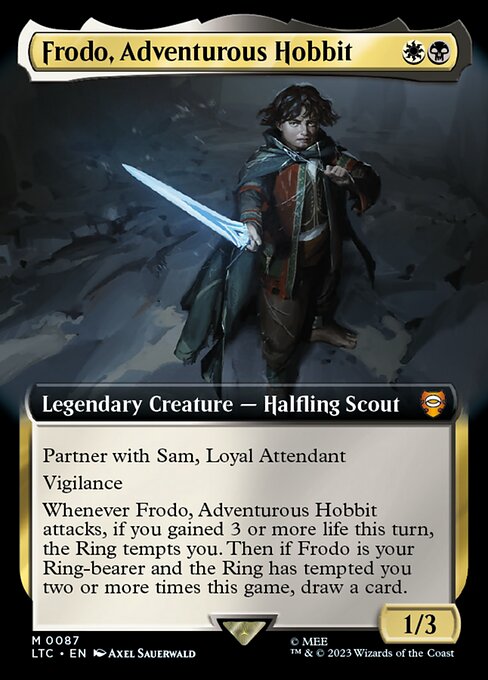 Frodo, Adventurous Hobbit
Legendary Creature — Halfling Scout
Partner with Sam, Loyal Attendant
Vigilance
Whenever Frodo, Adventurous Hobbit
attacks, if you gained 3 or more life this turn,
the Ring tempts you. Then if Frodo is your
Ring-bearer and the Ring has tempted you
two or more times this game, draw a card.
1/3
M 0087
LTC • EN Axel Sauerwald
© MEE
™ & © 2023 Wizards of the Coast